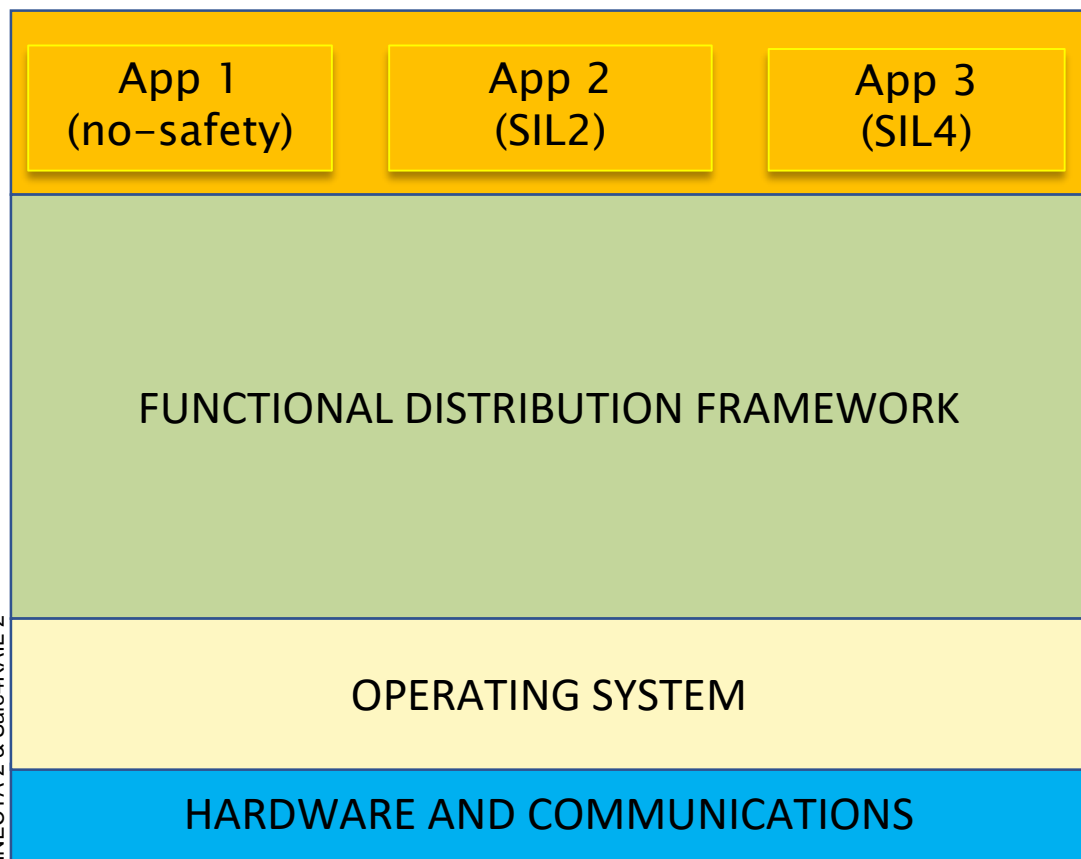 App 1
(no-safety)
App 2
(SIL2)
App 3
(SIL4)
FUNCTIONAL DISTRIBUTION FRAMEWORK
OPERATING SYSTEM
HARDWARE AND COMMUNICATIONS